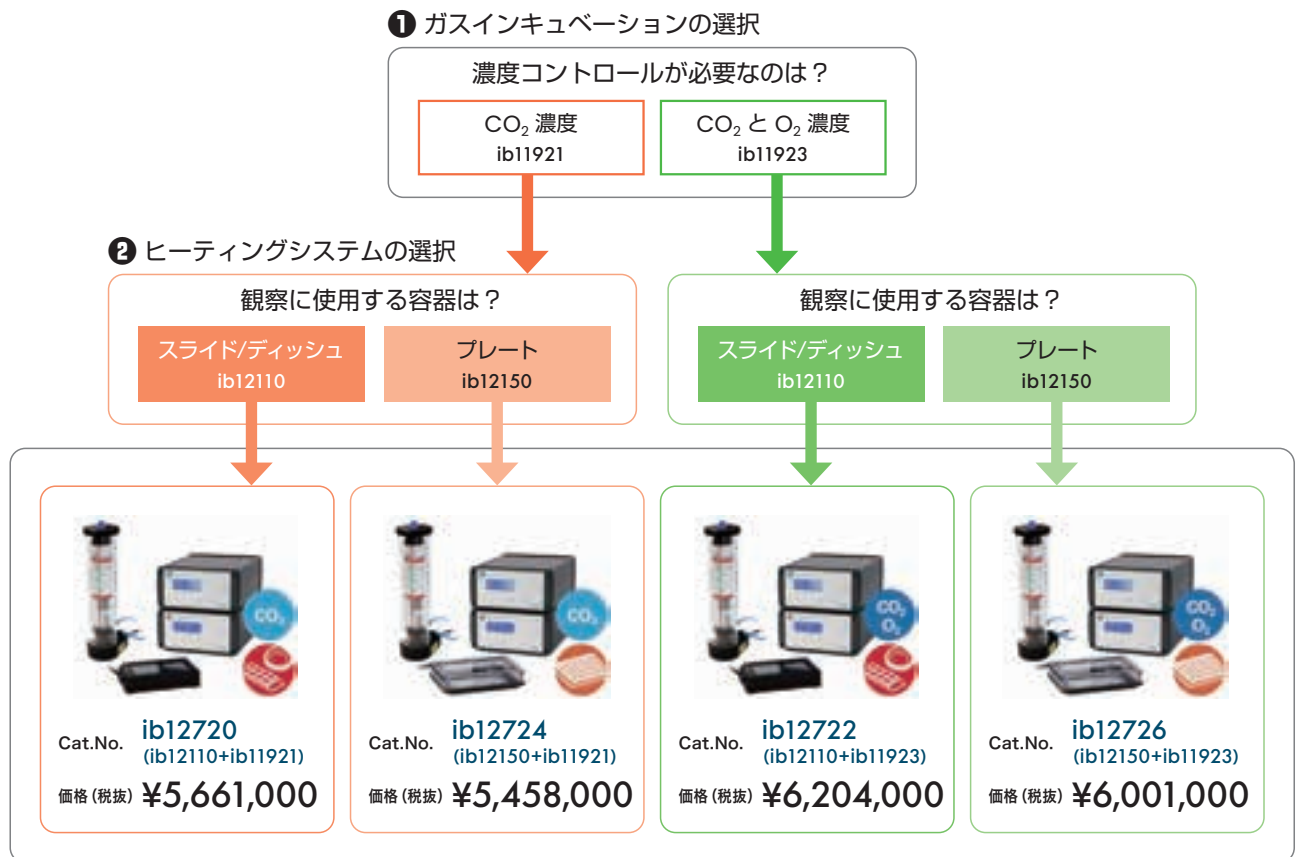 ❶ ガスインキュベーションの選択
濃度コントロールが必要なのは？
CO₂ 濃度
ib11921
CO₂ と O₂ 濃度
ib11923
❷ ヒーティングシステムの選択
観察に使用する容器は？
スライド/ディッシュ
ib12110
プレート
ib12150
観察に使用する容器は？
スライド/ディッシュ
ib12110
プレート
ib12150
CO₂
Cat.No. ib12720
(ib12110+ib11921)
価格（税抜） ¥5,661,000
CO₂
Cat.No. ib12724
(ib12150+ib11921)
価格（税抜） ¥5,458,000
CO₂
O₂
Cat.No. ib12722
(ib12110+ib11923)
価格（税抜） ¥6,204,000
CO₂
O₂
Cat.No. ib12726
(ib12150+ib11923)
価格（税抜） ¥6,001,000